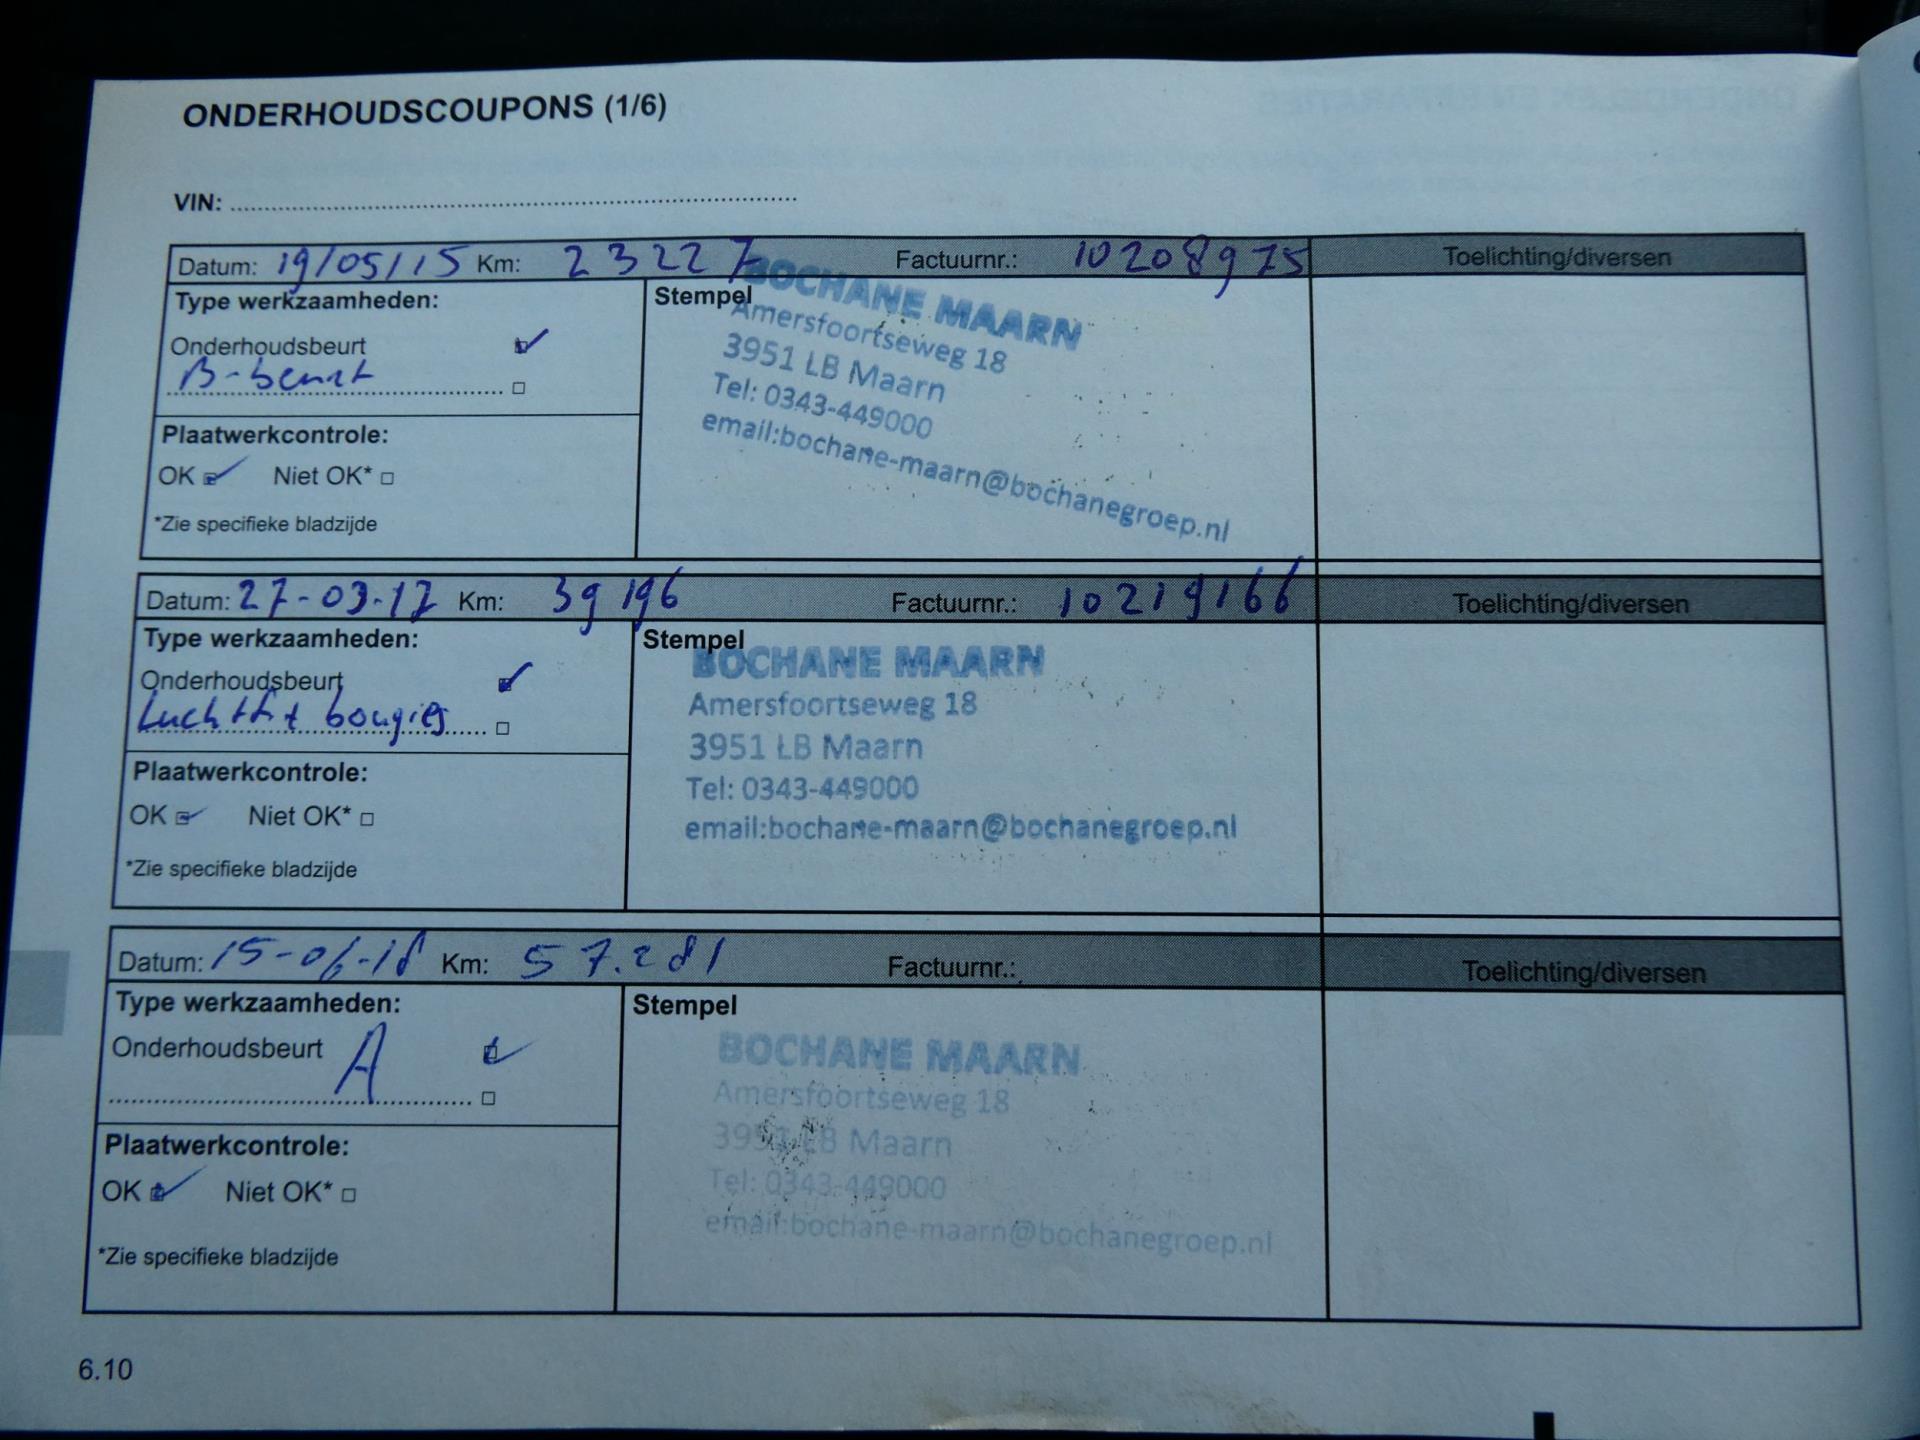 ONDERHOUDSCOUPONS (1/6)
VIN: ........................
Datum: 19/05/15 Km: 23227 Factuurnr.: 10208975 Toelichting/diversen
Type werkzaamheden:
Stempel
Onderhoudsbeurt
B-beurt
Plaatwerkcontrole:
OK Niet OK*
*Zie specifieke bladzijde
BOCHANE MAARN
Amersfoortseweg 18
3951 LB Maarn
Tel: 0343-449000
email:bochane-maarn@bochanegroep.nl
Datum: 27-03-17 Km: 39196 Factuurnr.: 10219166 Toelichting/diversen
Type werkzaamheden:
Stempel
Onderhoudsbeurt
Luchtflt bougies
Plaatwerkcontrole:
OK Niet OK*
*Zie specifieke bladzijde
BOCHANE MAARN
Amersfoortseweg 18
3951 LB Maarn
Tel: 0343-449000
email:bochane-maarn@bochanegroep.nl
Datum: 15-06-18 Km: 57.281 Factuurnr.: Toelichting/diversen
Type werkzaamheden:
Stempel
Onderhoudsbeurt A
Plaatwerkcontrole:
OK Niet OK*
*Zie specifieke bladzijde
BOCHANE MAARN
Amersfoortseweg 18
3951 LB Maarn
Tel: 0343-449000
email:bochane-maarn@bochanegroep.nl
6.10